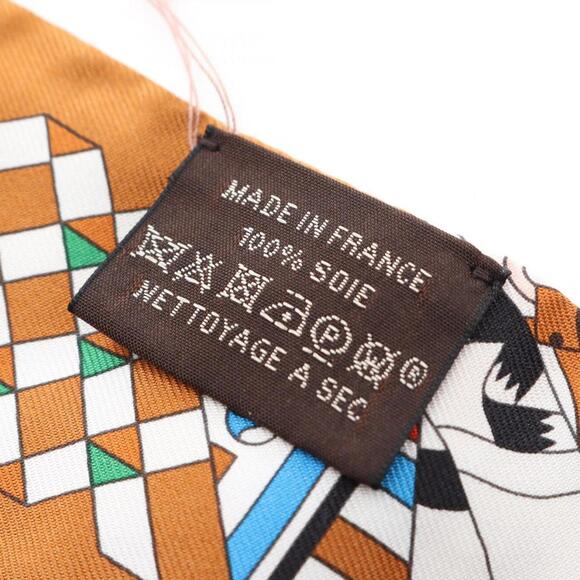 MADE IN FRANCE
100% SOIE
P W ®
NETTOYAGE A SEC